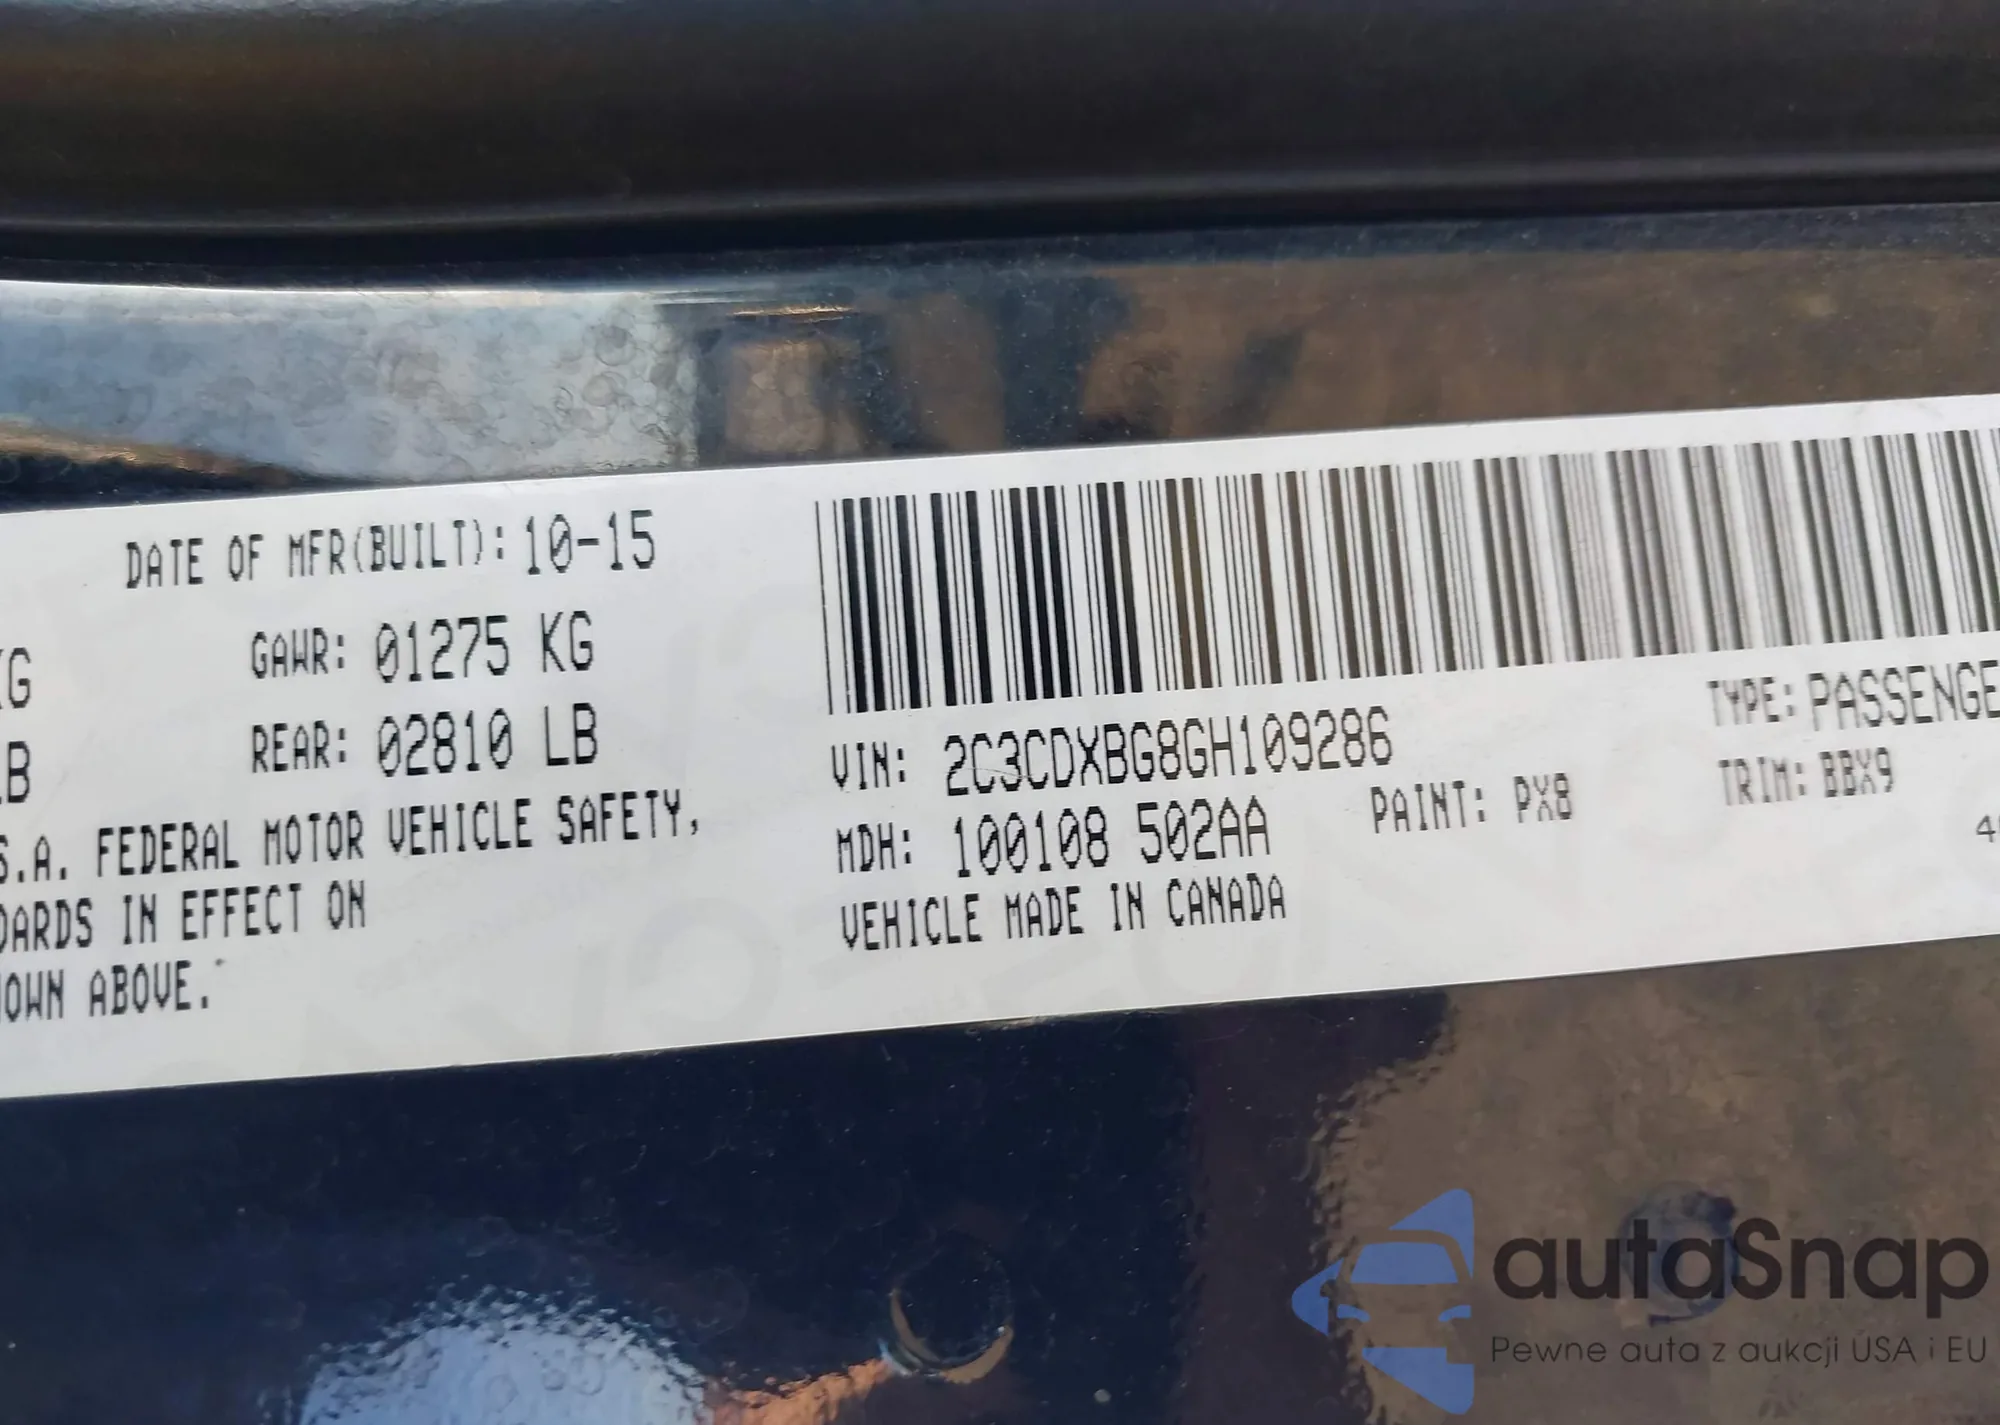 DATE OF MFR(BUILT): 10-15
GAWR: 01275 KG
REAR: 02810 LB
KG
LB
S.A. FEDERAL MOTOR VEHICLE SAFETY,
DARDS IN EFFECT ON
HOWN ABOVE.
VIN: 2C3CDXBG8GH109286
TYPE: PASSENGE
MDH: 100108 502AA
PAINT: PX8
TRIM: BBX9
VEHICLE MADE IN CANADA
autaSnap
Pewne auta z aukcji USA i EU